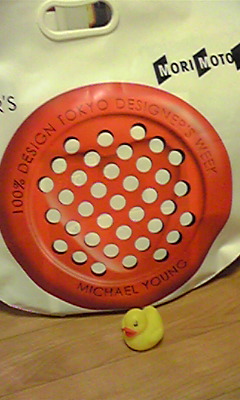 MORI MOTO
R'S
100% DESIGN TOKYO DESIGNER'S WEEK
MICHAEL YOUNG